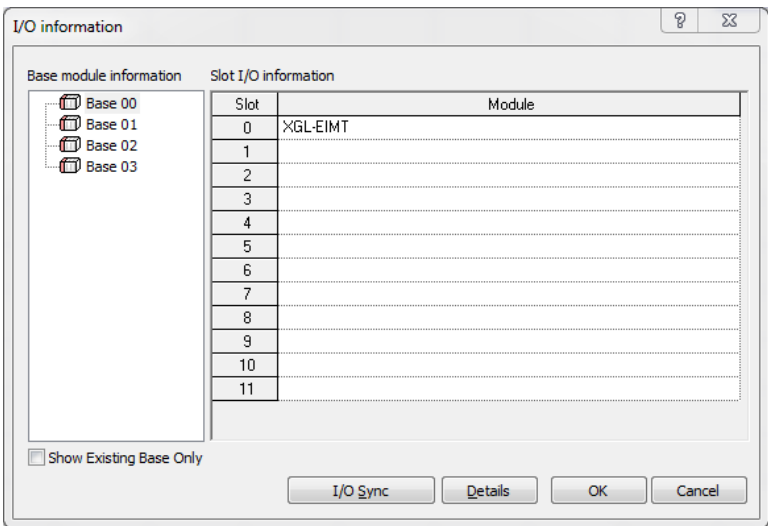 I/O information
Base module information
Slot I/O information
Base 00
Base 01
Base 02
Base 03
Slot Module
0 XGL-EIMT
1
2
3
4
5
6
7
8
9
10
11
Show Existing Base Only
I/O Sync Details OK Cancel